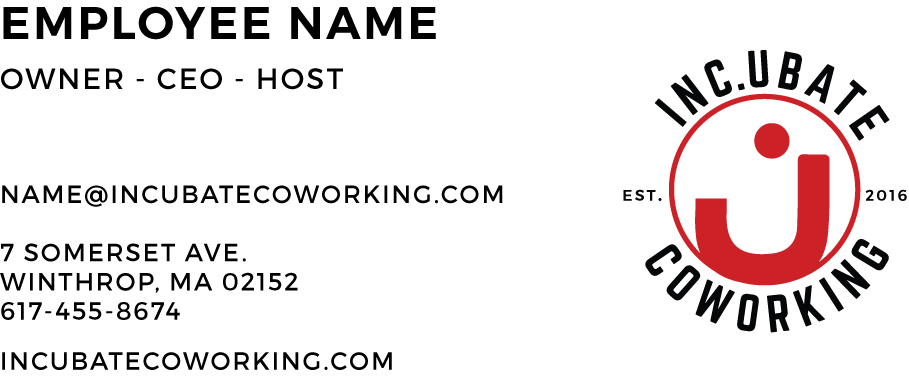 EMPLOYEE NAME
OWNER - CEO - HOST
NAME@INCUBATECOWORKING.COM
7 SOMERSET AVE.
WINTHROP, MA 02152
617-455-8674
INCUBATECOWORKING.COM
INC.UBATE
EST. 2016
COWORKING